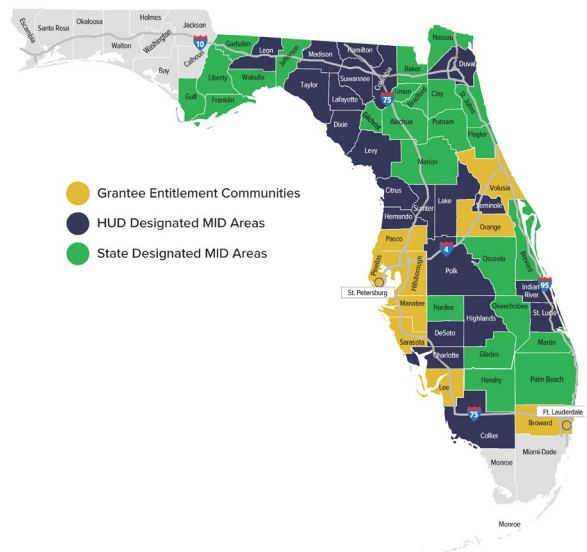 Escambia
Santa Rosa
Okaloosa
Walton
Holmes
Washington
Jackson
Bay
Calhoun
10
Gulf
Gadsden
Liberty
Franklin
Leon
Wakulla
Jefferson
Madison
Taylor
Hamilton
Suwannee
Lafayette
Dixie
Columbia
75
Gilchrist
Levy
Baker
Union
Bradford
Alachua
Nassau
Duval
Clay
St. Johns
Putnam
Flagler
Marion
Citrus
Hernando
Sumter
Lake
Volusia
Seminole
Orange
Grantee Entitlement Communities
HUD Designated MID Areas
State Designated MID Areas
Pasco
Pinellas
Hillsborough
St. Petersburg
4
Polk
Osceola
Brevard
95
Indian
River
Manatee
Hardee
Highlands
Okeechobee
St. Lucie
Sarasota
DeSoto
Charlotte
Glades
Martin
Lee
Hendry
Palm Beach
75
Collier
Broward
Ft. Lauderdale
Monroe
Miami-Dade
Monroe